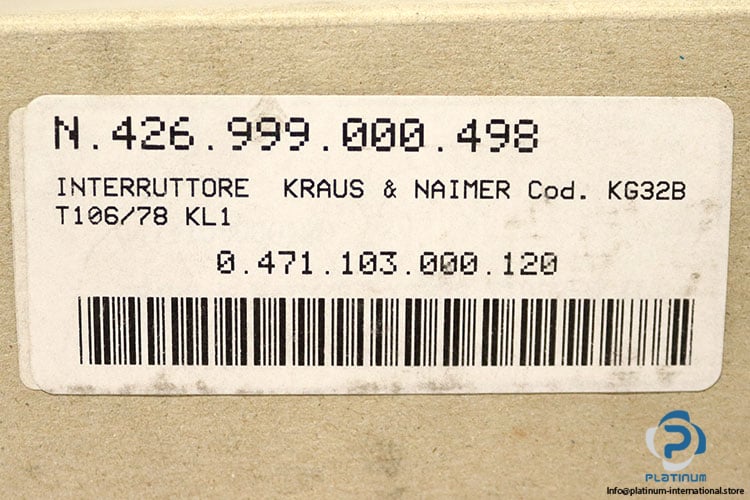 N.426.999.000.498
INTERRUTTORE KRAUS & NAIMER Cod. KG32B
T106/78 KL1
0.471.103.000.120
PLATINUM
Info@platinum-international.store